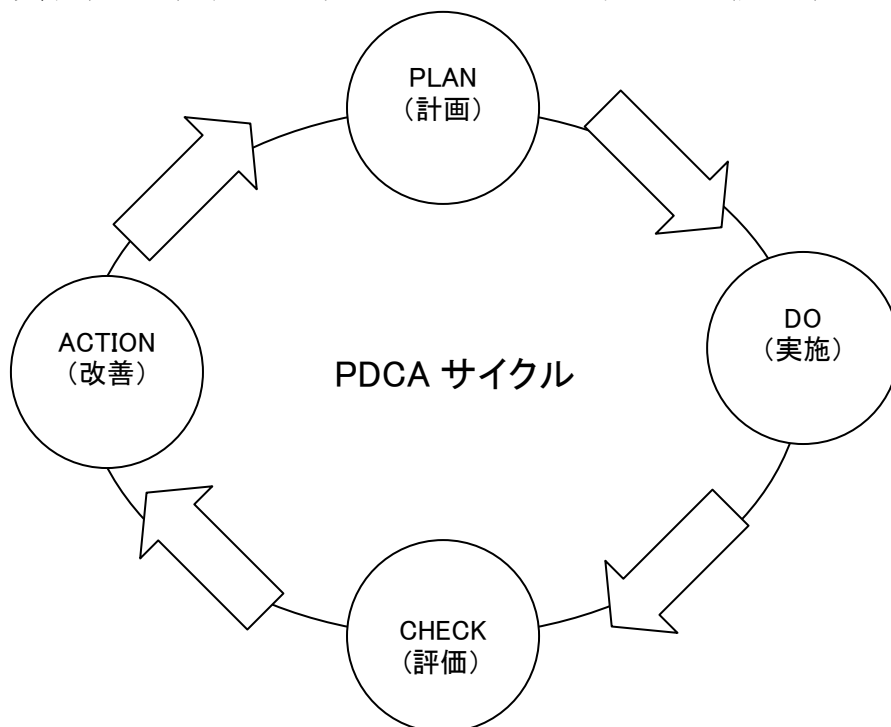 PLAN
（計画）
DO
（実施）
ACTION
（改善）
PDCA サイクル
CHECK
（評価）